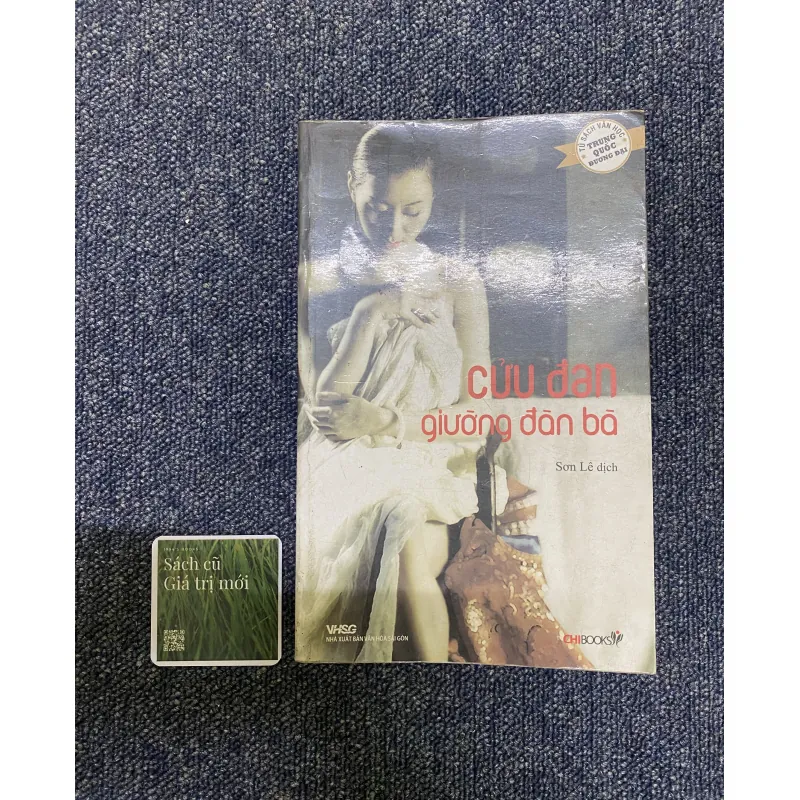 TỦ SÁCH VĂN HỌC
TRUNG QUỐC
ĐƯƠNG ĐẠI
CỬU ĐAN
giường đàn bà
Sơn Lê dịch
VHSG
NHÀ XUẤT BẢN VĂN HÓA SÀI GÒN
CHIBOOKS
Sách cũ
Giá trị mới